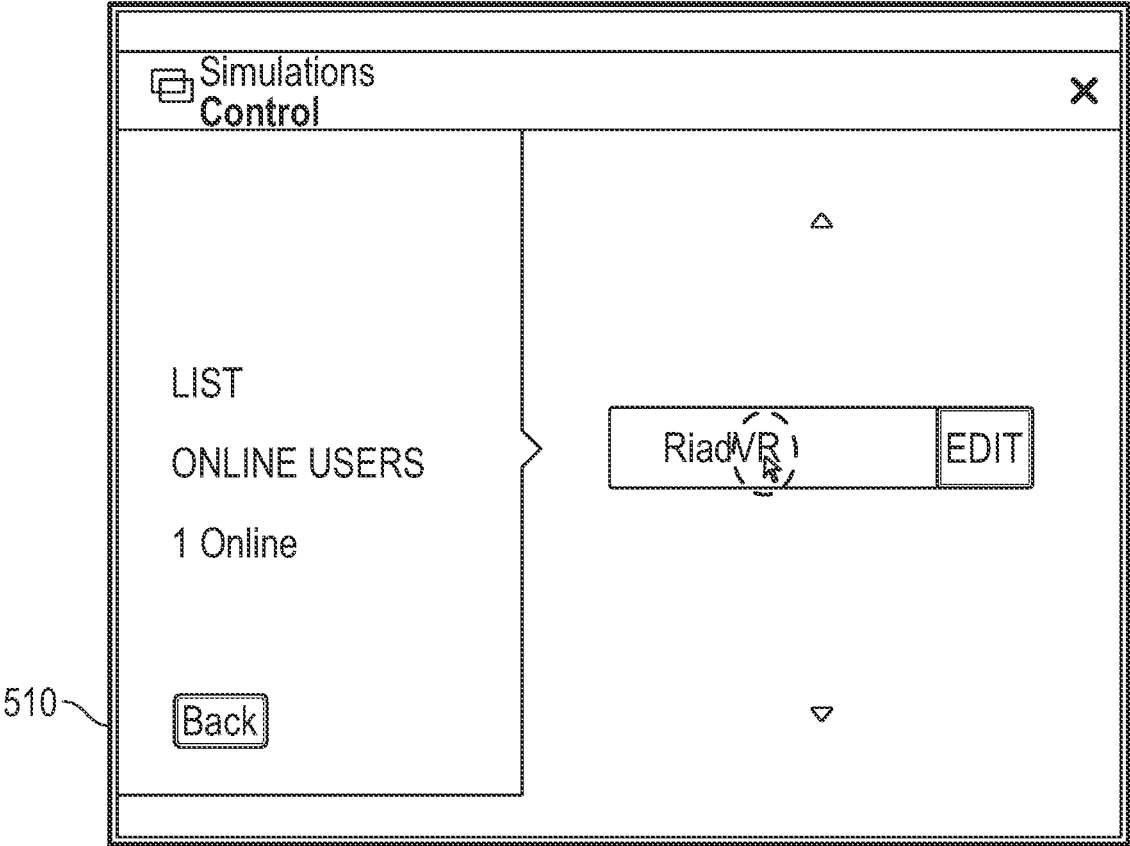 Simulations
Control
LIST
ONLINE USERS
1 Online
Back
RiadVR
EDIT
510